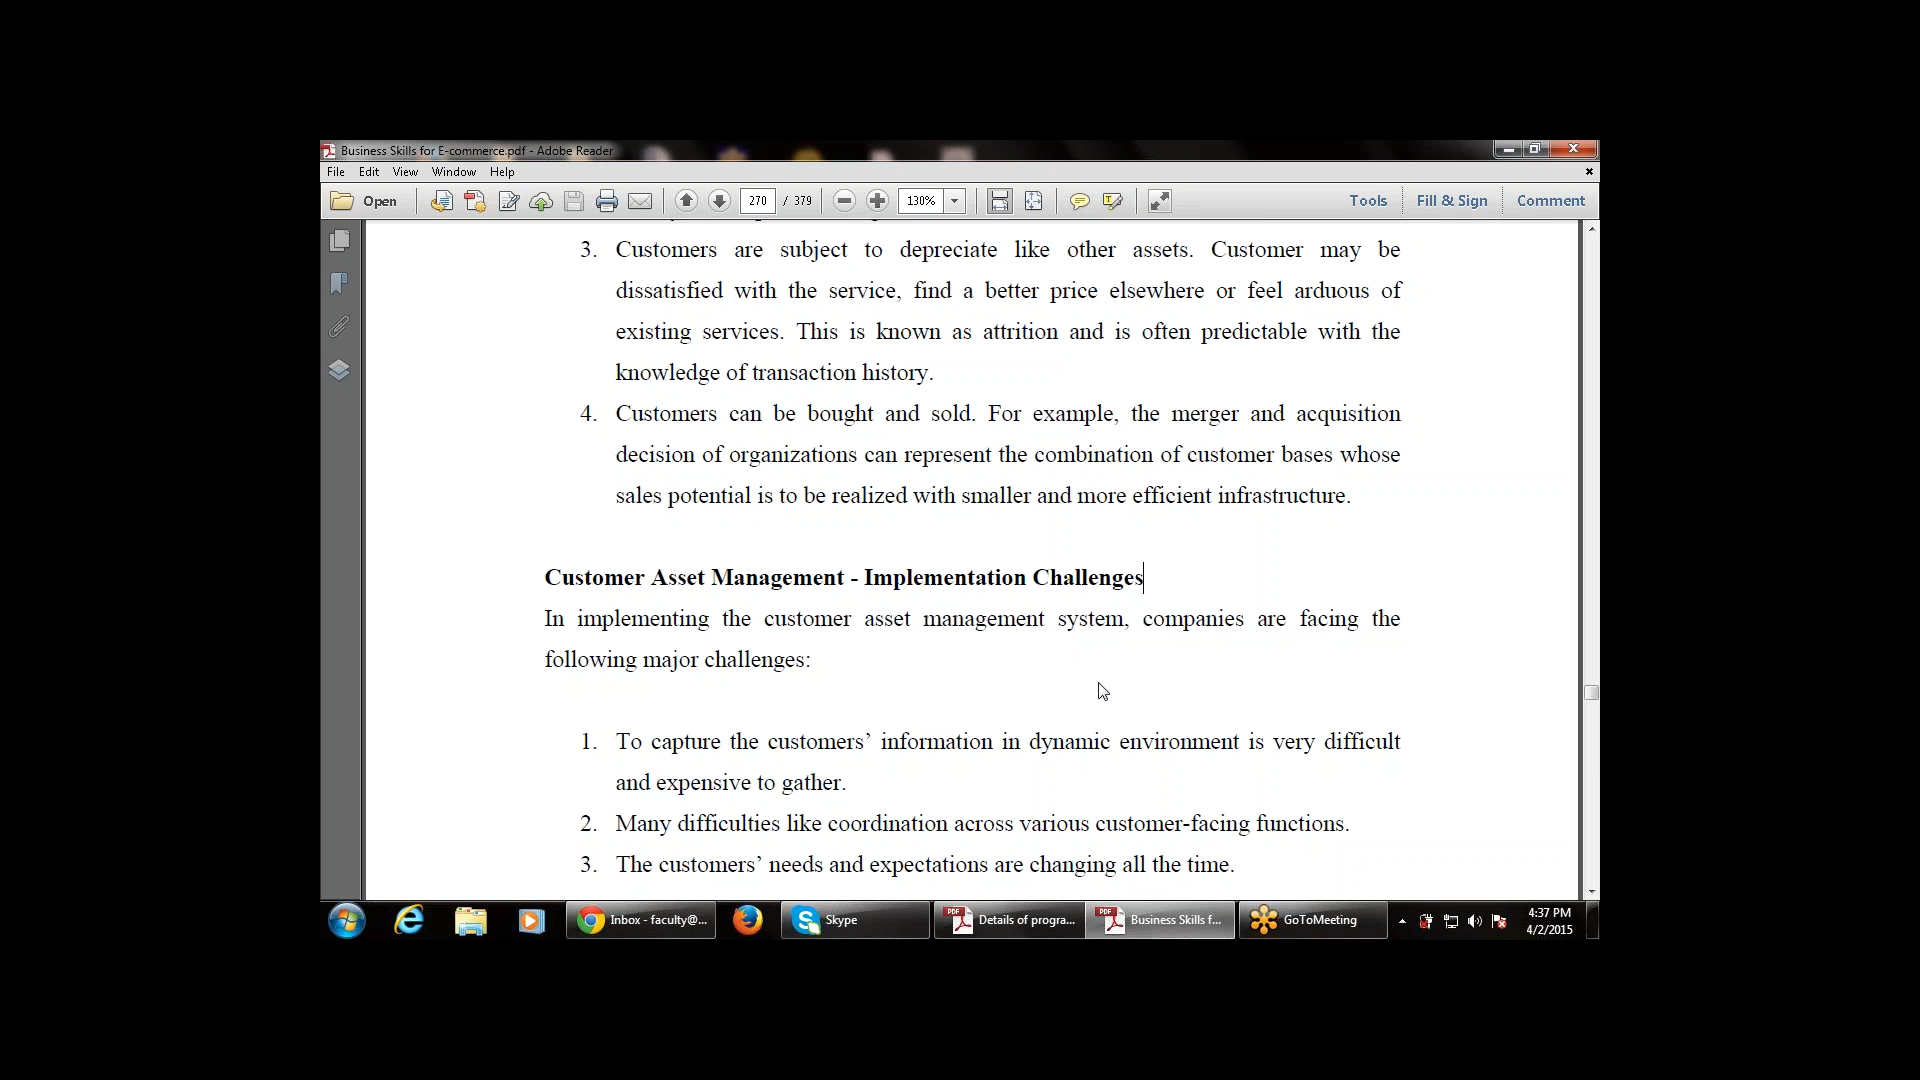 Business Skills for E-commerce.pdf - Adobe Reader
File Edit View Window Help
Open 270 / 379 130% Tools Fill & Sign Comment
3. Customers are subject to depreciate like other assets. Customer may be
dissatisfied with the service, find a better price elsewhere or feel arduous of
existing services. This is known as attrition and is often predictable with the
knowledge of transaction history.
4. Customers can be bought and sold. For example, the merger and acquisition
decision of organizations can represent the combination of customer bases whose
sales potential is to be realized with smaller and more efficient infrastructure.
Customer Asset Management - Implementation Challenges
In implementing the customer asset management system, companies are facing the
following major challenges:
1. To capture the customers’ information in dynamic environment is very difficult
and expensive to gather.
2. Many difficulties like coordination across various customer-facing functions.
3. The customers’ needs and expectations are changing all the time.
Inbox - faculty@... Skype Details of progra... Business Skills f... GoToMeeting 4:37 PM
4/2/2015